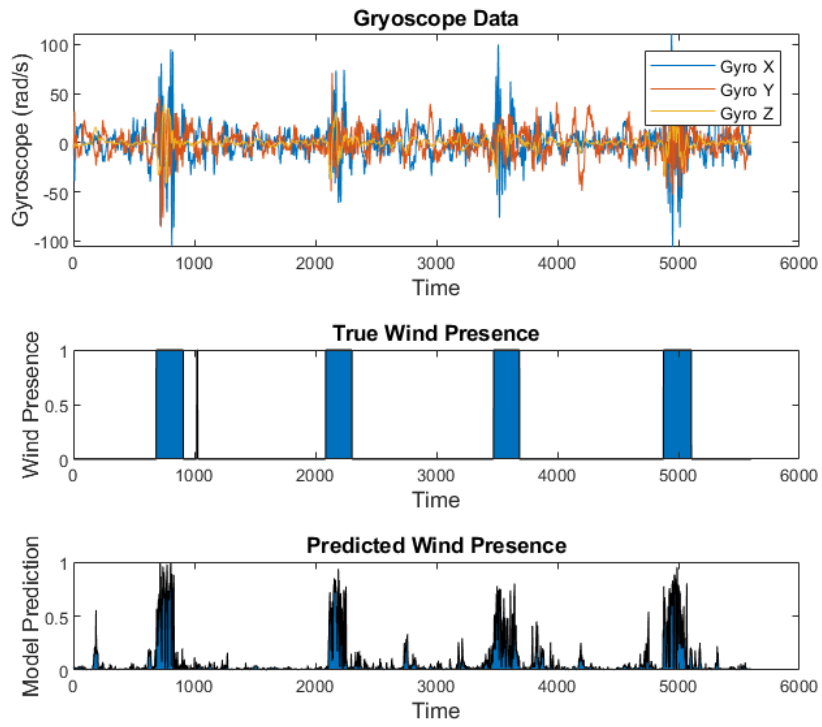 Gryoscope Data
Gyroscope (rad/s)
100
50
0
-50
-100
Gyro X
Gyro Y
Gyro Z
0 1000 2000 3000 4000 5000 6000
Time
True Wind Presence
Wind Presence
1
0.5
0
0 1000 2000 3000 4000 5000 6000
Time
Predicted Wind Presence
Model Prediction
1
0.5
0
0 1000 2000 3000 4000 5000 6000
Time